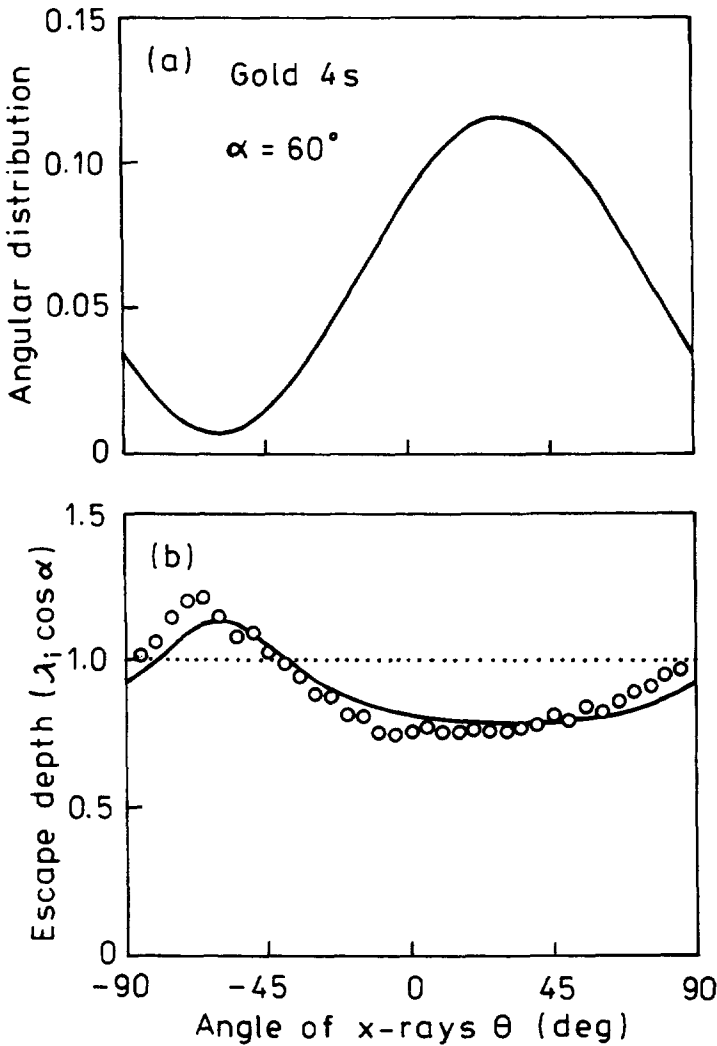 0.15
(a) Gold 4s
α = 60°
0.10
0.05
0
Angular distribution
1.5
(b)
1.0
0.5
0
Escape depth (λi cos α)
-90 -45 0 45 90
Angle of x-rays θ (deg)